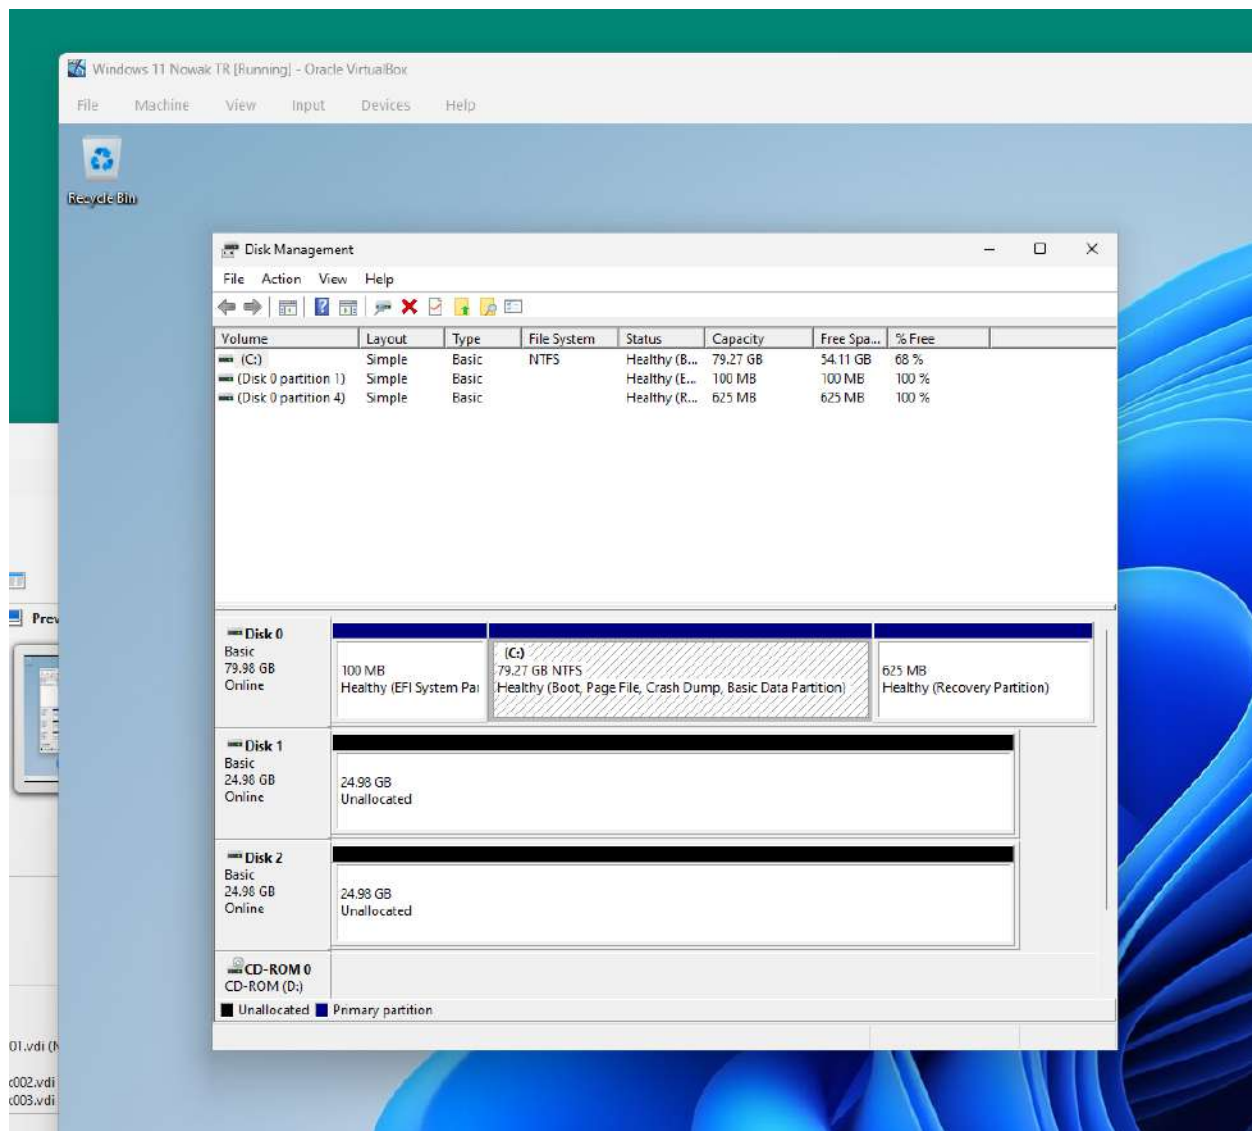 Windows 11 Nowak TR [Running] - Oracle VirtualBox
File Machine View Input Devices Help
Recycle Bin
Disk Management
File Action View Help
Volume Layout Type File System Status Capacity Free Spa... % Free
(C:) Simple Basic NTFS Healthy (B... 79.27 GB 54.11 GB 68 %
(Disk 0 partition 1) Simple Basic Healthy (E... 100 MB 100 MB 100 %
(Disk 0 partition 4) Simple Basic Healthy (R... 625 MB 625 MB 100 %
Prev
Disk 0
Basic
79.98 GB
Online
100 MB
Healthy (EFI System Par
(C:)
79.27 GB NTFS
Healthy (Boot, Page File, Crash Dump, Basic Data Partition)
625 MB
Healthy (Recovery Partition)
Disk 1
Basic
24.98 GB
Online
24.98 GB
Unallocated
Disk 2
Basic
24.98 GB
Online
24.98 GB
Unallocated
CD-ROM 0
CD-ROM (D:)
Unallocated Primary partition
01.vdi (N
c002.vdi
c003.vdi